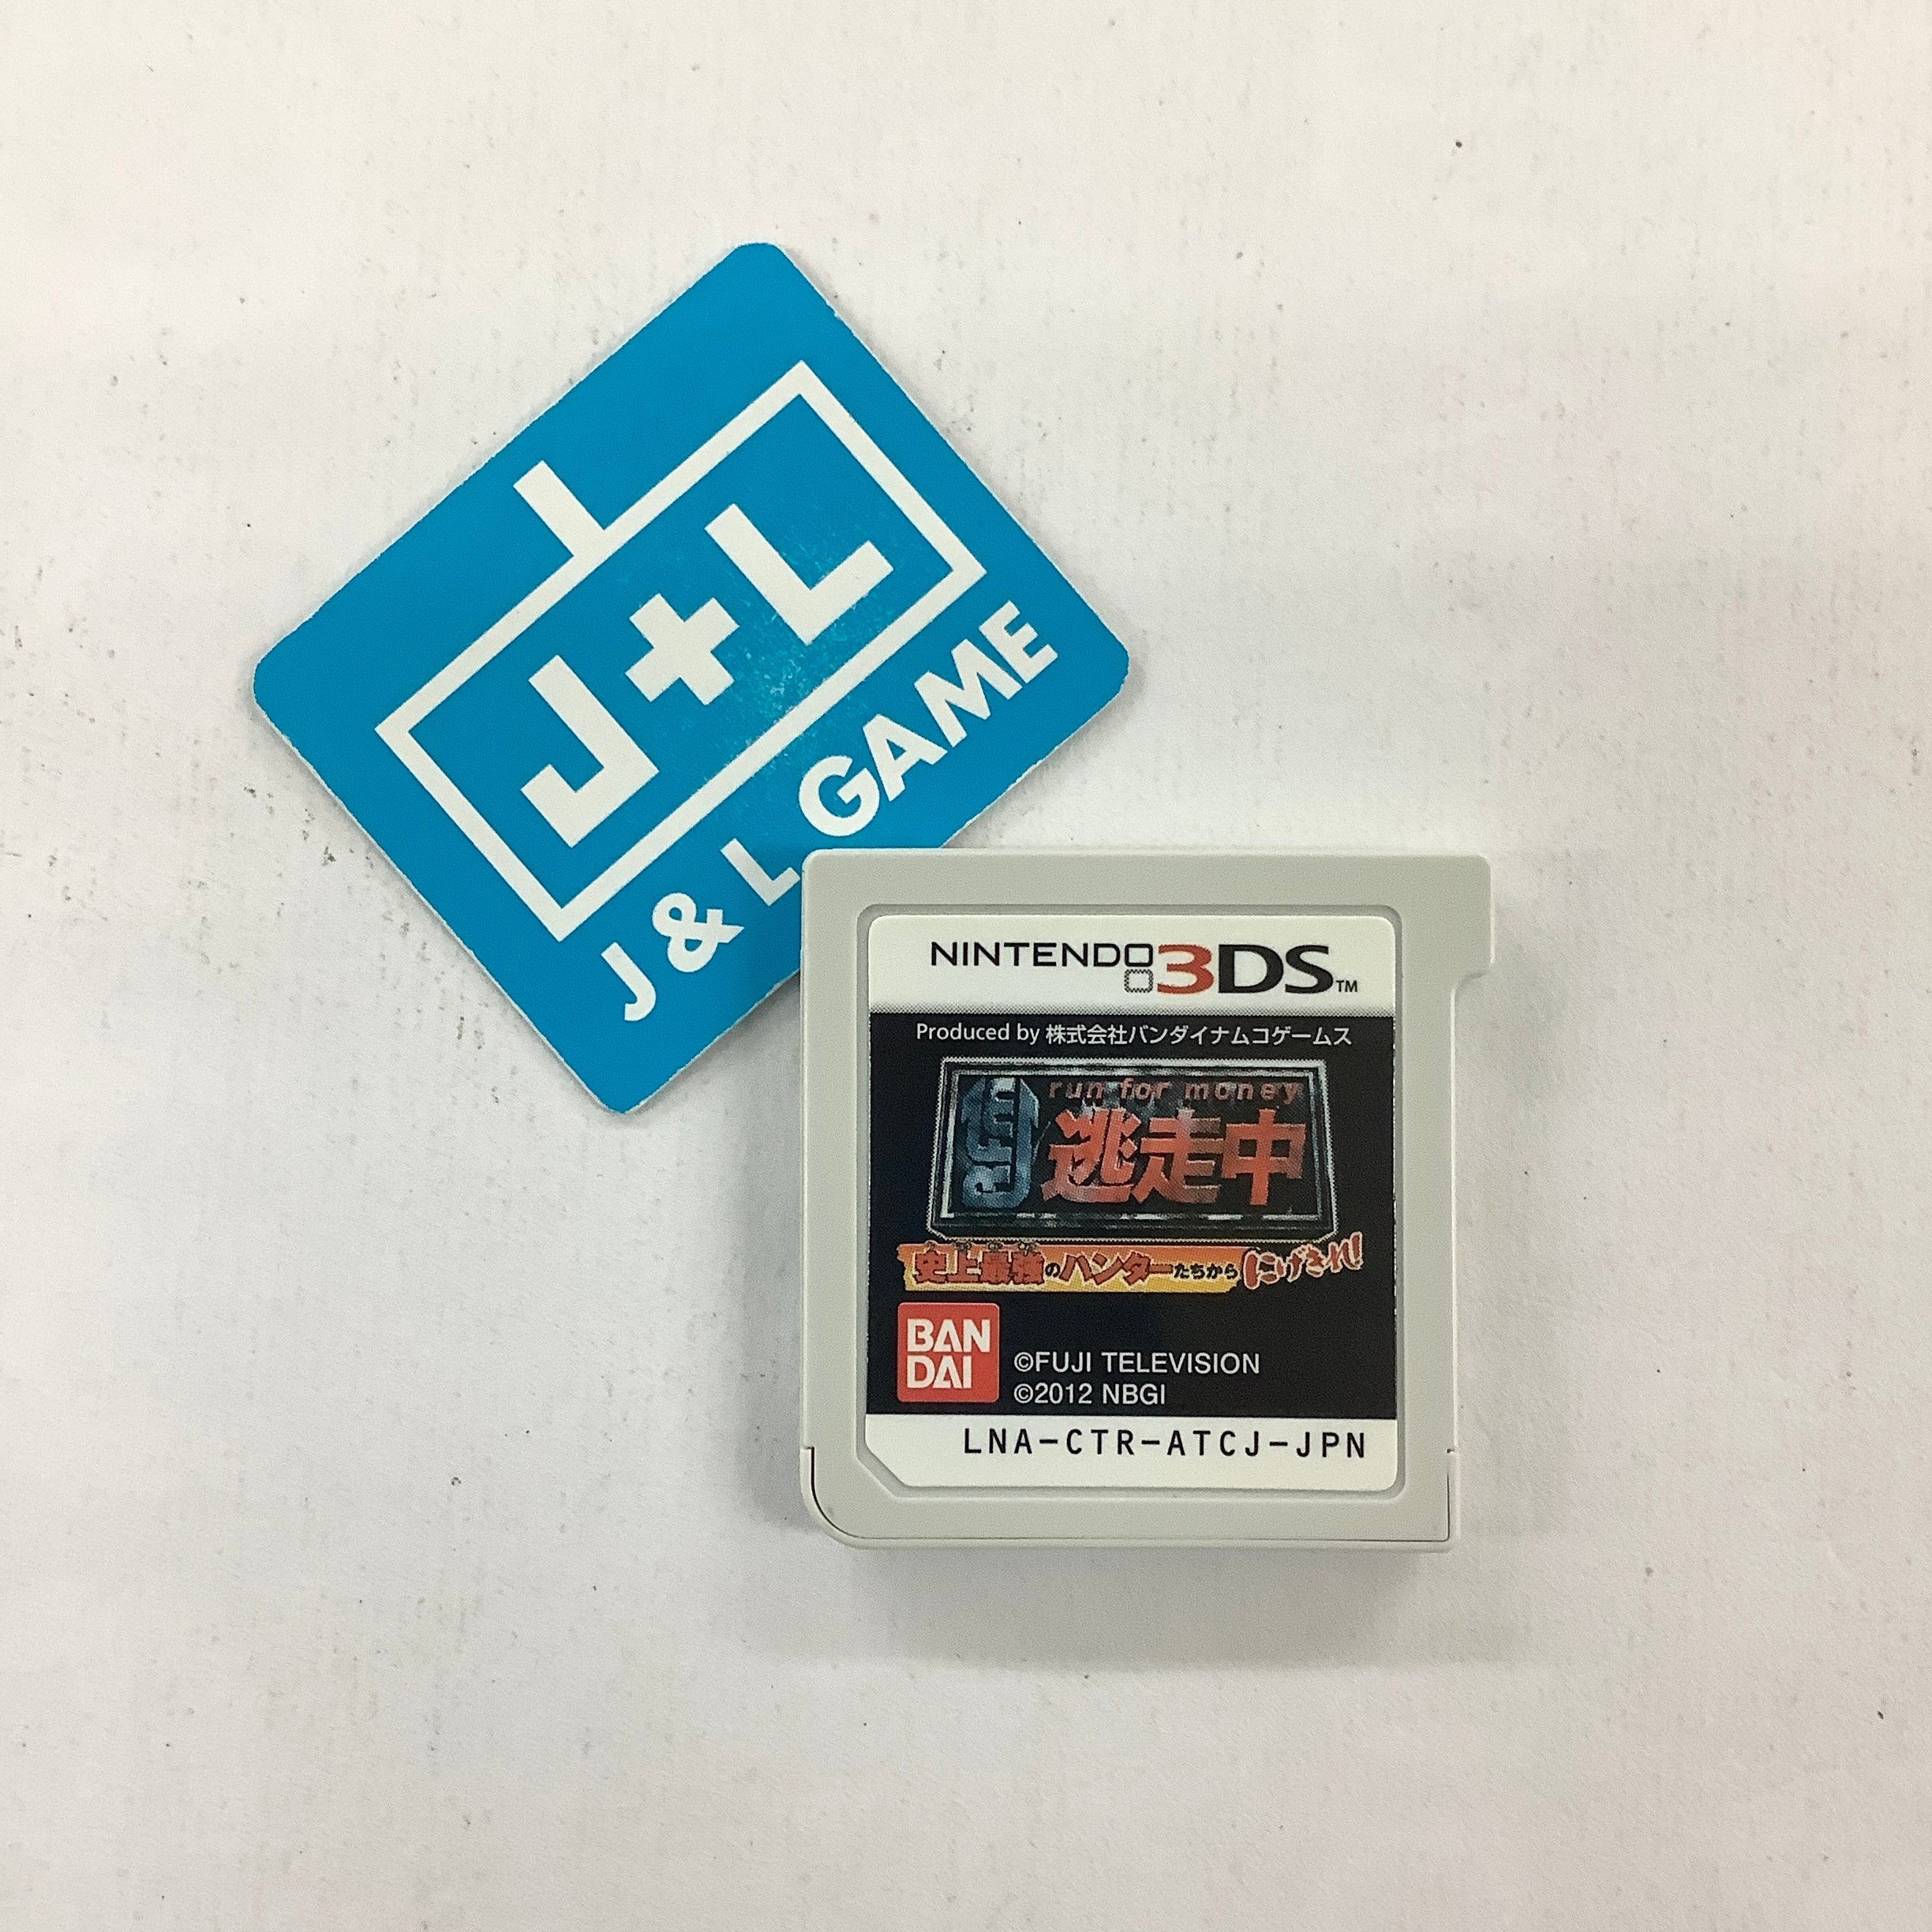 J+L
J & L GAME
NINTENDO 3DS™
Produced by 株式会社バンダイナムコゲームス
run for money
逃走中
史上最強のハンターたちからにげきれ!
BAN
DAI
©FUJI TELEVISION
©2012 NBGI
LNA-CTR-ATCJ-JPN